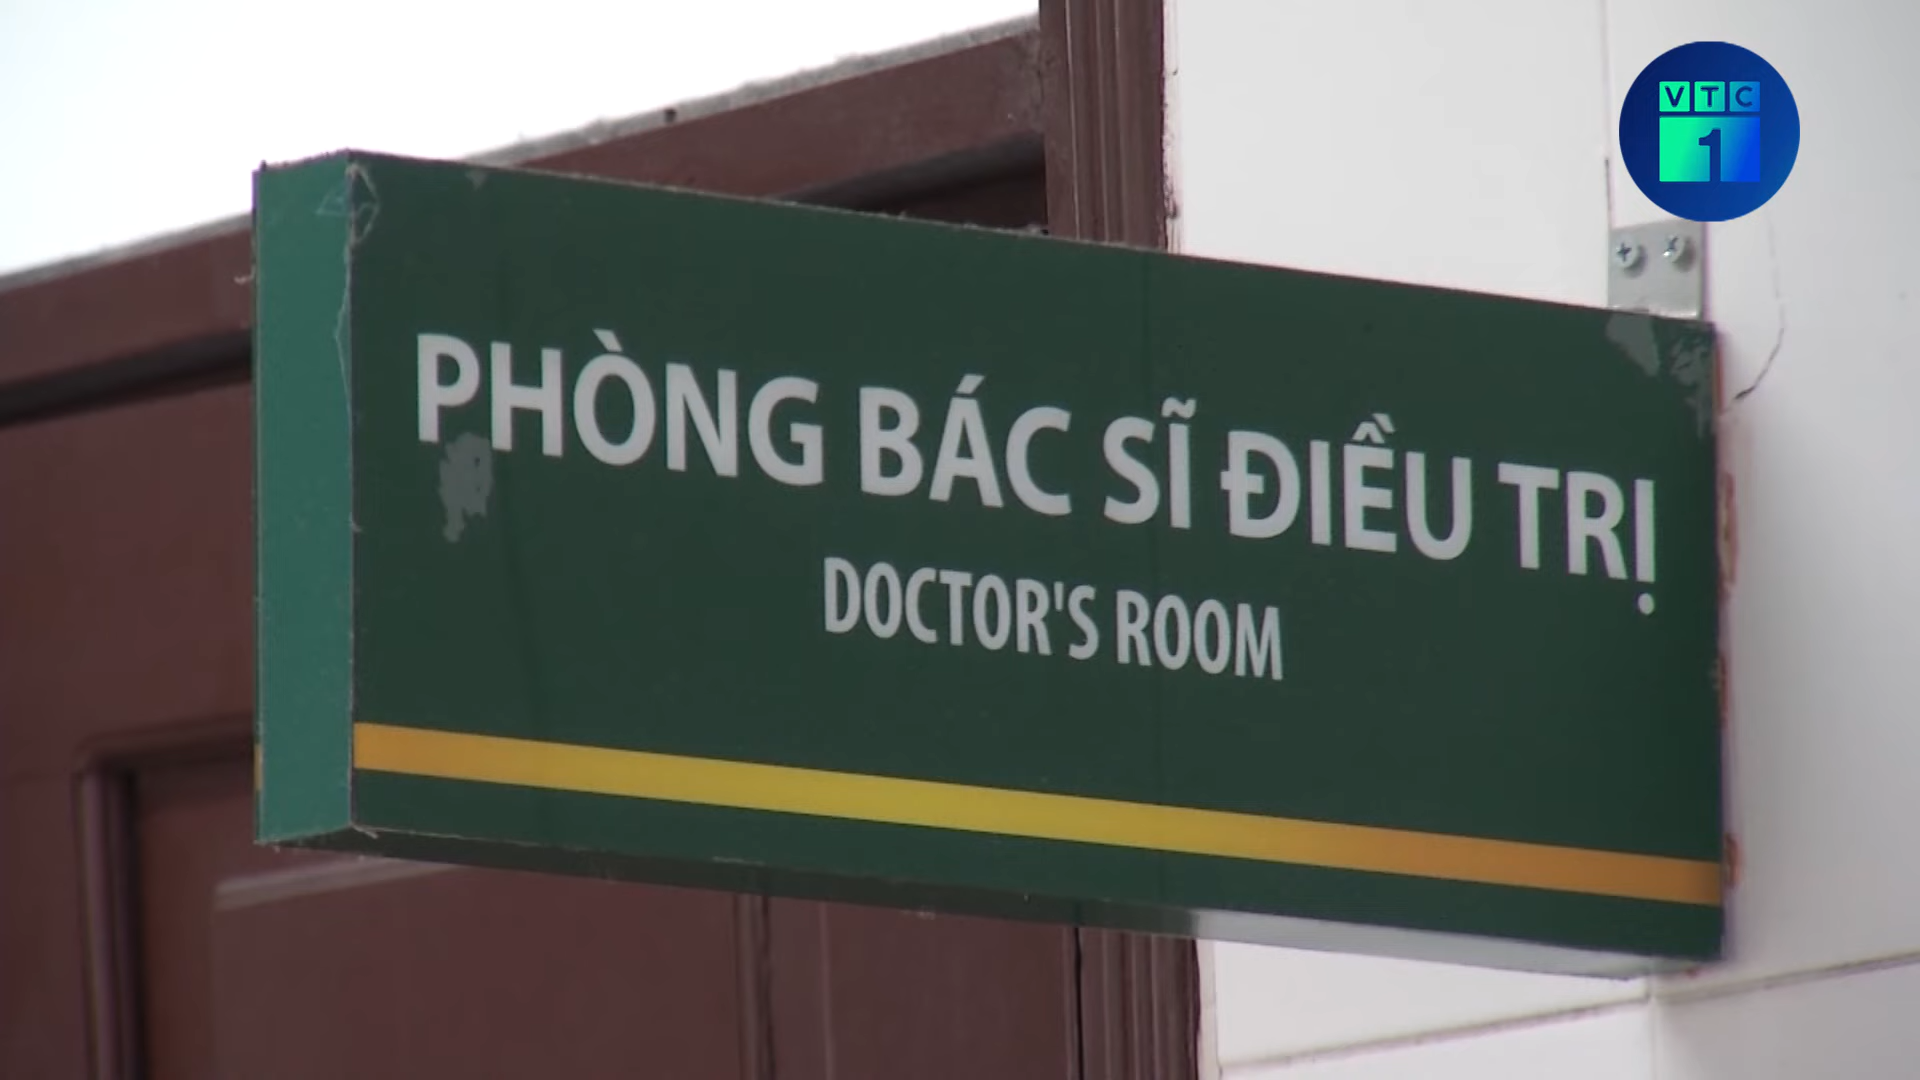 VTC
1
PHÒNG BÁC SĨ ĐIỀU TRỊ
DOCTOR'S ROOM